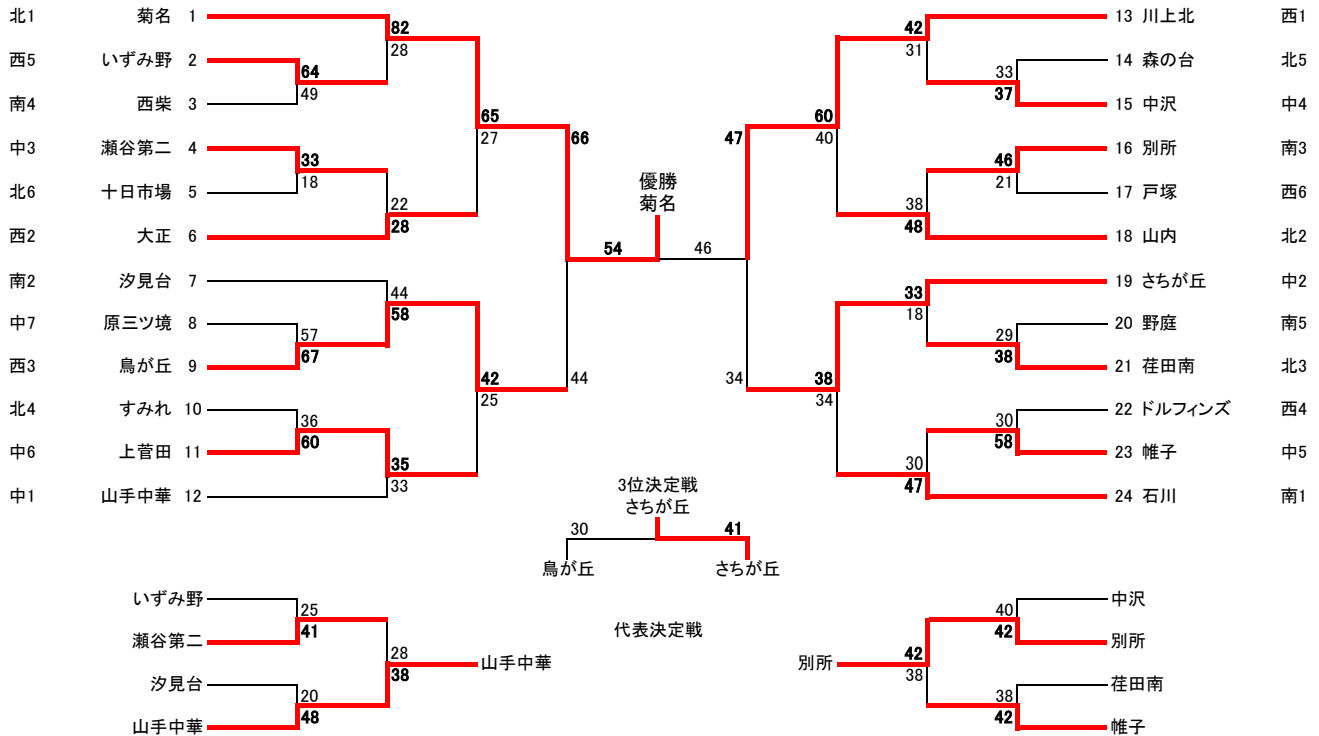 北1 菊名 1 82 42 13 川上北 西1
28 31
西5 いずみ野 2 64 33 14 森の台 北5
南4 西柴 3 49 37 15 中沢 中4
65 66 47 60
27 40
中3 瀬谷第二 4 33 46 16 別所 南3
北6 十日市場 5 18 21 17 戸塚 西6
優勝
菊名
22 38
西2 大正 6 28 48 18 山内 北2
54 46
南2 汐見台 7 44 33 19 さちが丘 中2
58 18
中7 原三ツ境 8 57 29 20 野庭 南5
西3 鳥が丘 9 67 38 21 荏田南 北3
42 44 34 38
25 34
北4 すみれ 10 36 30 22 ドルフィンズ 西4
中6 上菅田 11 60 58 23 帷子 中5
35 30
33 47
中1 山手中華 12 24 石川 南1
3位決定戦
さちが丘
30 41
鳥が丘 さちが丘
いずみ野 25 40 中沢
瀬谷第二 41 42 別所
代表決定戦
28 山手中華 別所 42
38 38
汐見台 20 38 荏田南
山手中華 48 42 帷子